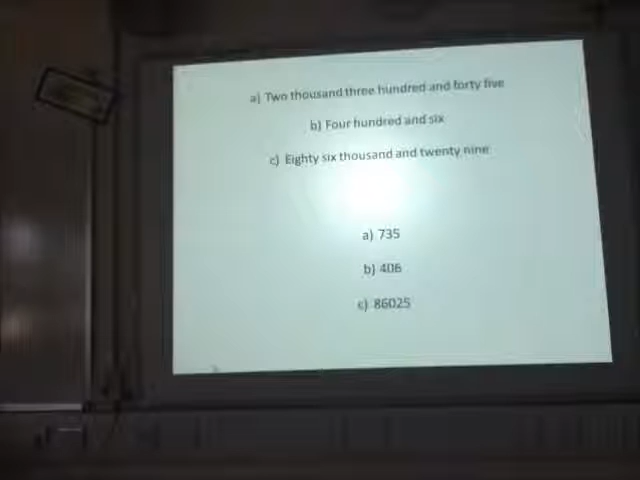 a) Two thousand three hundred and forty five
b) Four hundred and six
c) Eighty six thousand and twenty nine
a) 735
b) 406
c) 86025